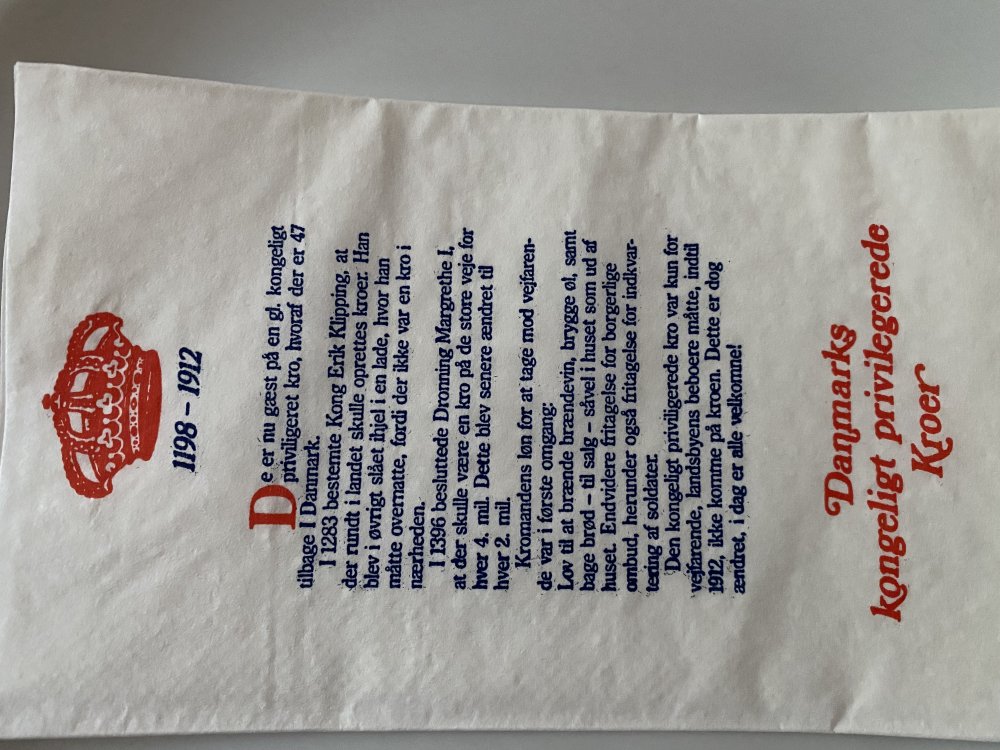 1198 – 1912
De er nu gæst på en gl. kongeligt
priviligeret kro, hvoraf der er 47
tilbage I Danmark.
I 1283 bestemte Kong Erik Klipping, at
der rundt i landet skulle oprettes kroer. Han
blev i øvrigt slået ihjel i en lade, hvor han
måtte overnatte, fordi der ikke var en kro i
nærheden.
I 1396 besluttede Dronning Margrethe I,
at der skulle være en kro på de store veje for
hver 4. mil. Dette blev senere ændret til
hver 2. mil.
Kromandens løn for at tage mod vejfaren-
de var i første omgang:
Lov til at brænde brændevin, brygge øl, samt
bage brød – til salg – såvel i huset som ud af
huset. Endvidere fritagelse for borgerlige
ombud, herunder også fritagelse for indkvar-
tering af soldater.
Den kongeligt priviligerede kro var kun for
vejfarende, landsbyens beboere måtte, indtil
1912, ikke komme på kroen. Dette er dog
ændret, i dag er alle welkomne!
Danmarks
kongeligt privilegerede
Kroer